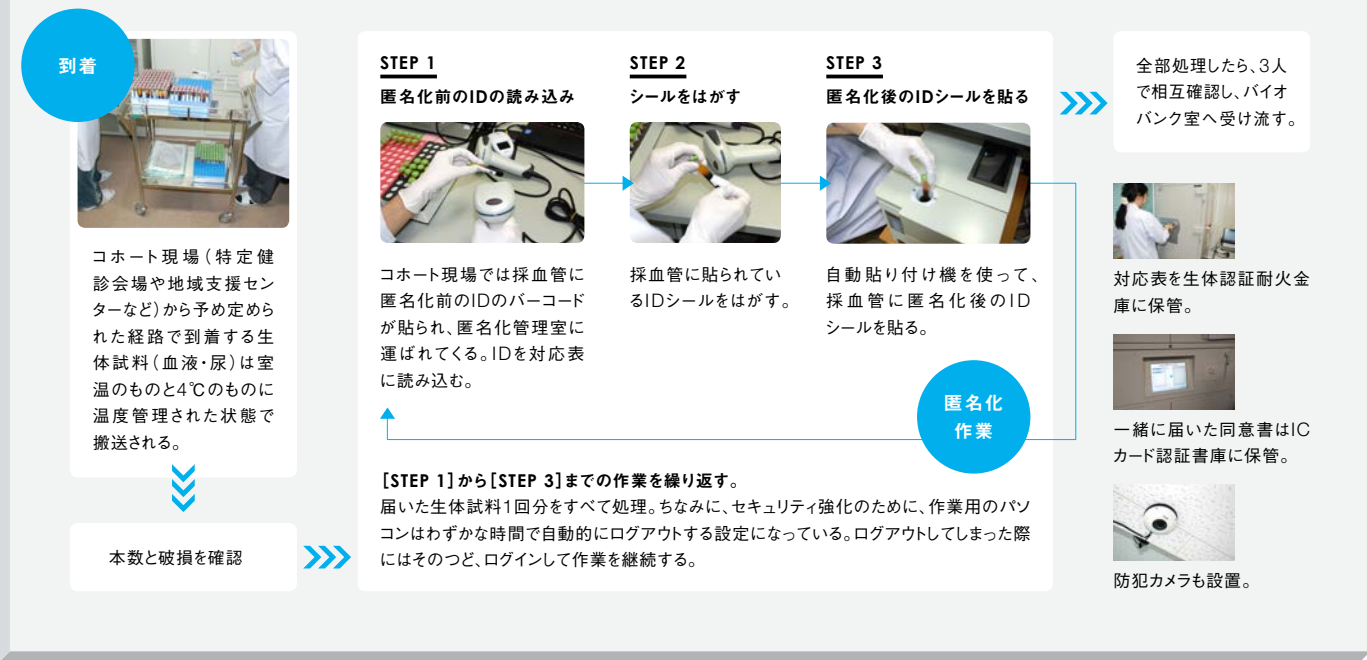 到着
コホート現場（特定健
診会場や地域支援セン
ターなど）から予め定めら
れた経路で到着する生
体試料（血液・尿）は室
温のものと4℃のものに
温度管理された状態で
搬送される。
本数と破損を確認
STEP 1
匿名化前のIDの読み込み
コホート現場では採血管に
匿名化前のIDのバーコード
が貼られ、匿名化管理室に
運ばれてくる。IDを対応表
に読み込む。
STEP 2
シールをはがす
採血管に貼られてい
るIDシールをはがす。
STEP 3
匿名化後のIDシールを貼る
自動貼り付け機を使って、
採血管に匿名化後のID
シールを貼る。
匿名化
作業
［STEP 1］から［STEP 3］までの作業を繰り返す。
届いた生体試料1回分をすべて処理。ちなみに、セキュリティ強化のために、作業用のパソ
コンはわずかな時間で自動的にログアウトする設定になっている。ログアウトしてしまった際
にはそのつど、ログインして作業を継続する。
全部処理したら、3人
で相互確認し、バイオ
バンク室へ受け流す。
対応表を生体認証耐火金
庫に保管。
一緒に届いた同意書はIC
カード認証書庫に保管。
防犯カメラも設置。